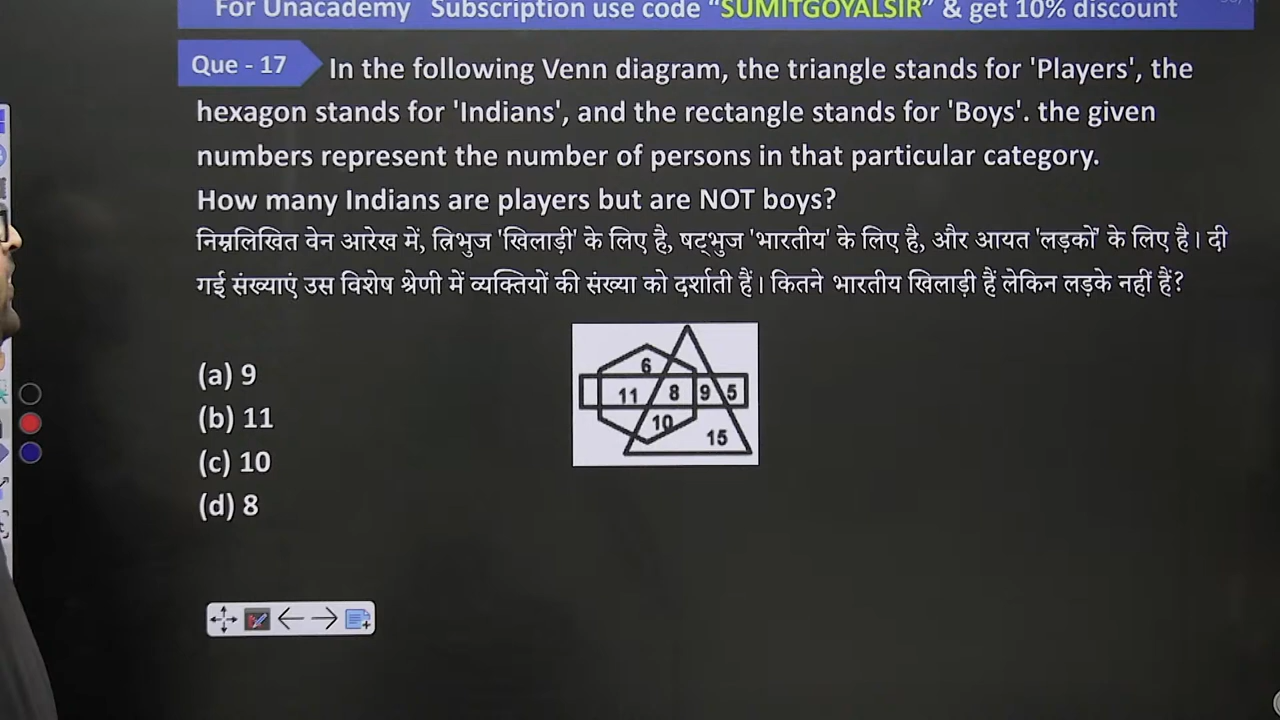 For Unacademy Subscription use code “SUMITGOYALSIR” & get 10% discount
Que - 17
In the following Venn diagram, the triangle stands for 'Players', the
hexagon stands for 'Indians', and the rectangle stands for 'Boys'. the given
numbers represent the number of persons in that particular category.
How many Indians are players but are NOT boys?
निम्नलिखित वेन आरेख में, त्रिभुज 'खिलाड़ी' के लिए है, षट्भुज 'भारतीय' के लिए है, और आयत 'लड़कों' के लिए है। दी
गई संख्याएं उस विशेष श्रेणी में व्यक्तियों की संख्या को दर्शाती हैं। कितने भारतीय खिलाड़ी हैं लेकिन लड़के नहीं हैं?
(a) 9
(b) 11
(c) 10
(d) 8
6
11 8 9 5
10
15